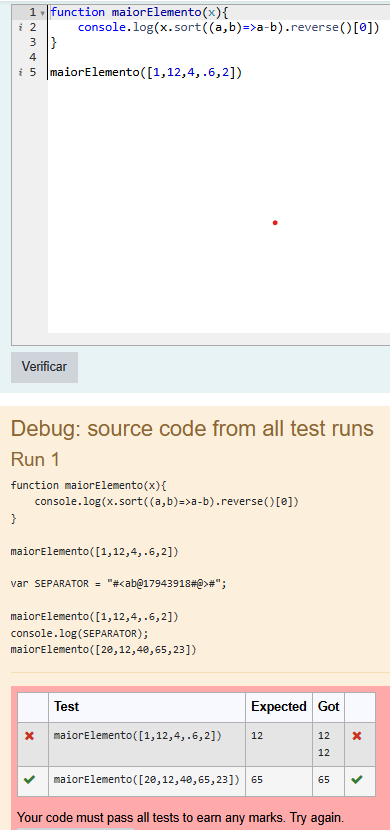 1 function maiorElemento(x){
i 2 console.log(x.sort((a,b)=>a-b).reverse()[0])
3 }
4
i 5 maiorElemento([1,12,4,.6,2])
Verificar
Debug: source code from all test runs
Run 1
function maiorElemento(x){
console.log(x.sort((a,b)=>a-b).reverse()[0])
}
maiorElemento([1,12,4,.6,2])
var SEPARATOR = "#<ab@17943918#@>#";
maiorElemento([1,12,4,.6,2])
console.log(SEPARATOR);
maiorElemento([20,12,40,65,23])
Test Expected Got
maiorElemento([1,12,4,.6,2]) 12 12
12
maiorElemento([20,12,40,65,23]) 65 65
Your code must pass all tests to earn any marks. Try again.